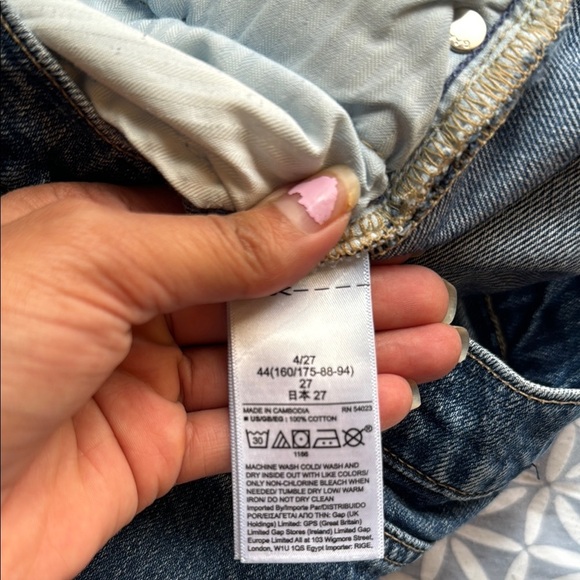 4/27
44(160/175-88-94)
27
日本 27
MADE IN CAMBODIA RN 54023
■ US/GB/EG : 100% COTTON
30
1186
MACHINE WASH COLD/ WASH AND
DRY INSIDE OUT WITH LIKE COLORS/
ONLY NON-CHLORINE BLEACH WHEN
NEEDED/ TUMBLE DRY LOW/ WARM
IRON/ DO NOT DRY CLEAN
Imported By/Importado Por/Distribuido
POR/ΕΙΣΑΓΕΤΑΙ ΑΠΟ ΤΗΝ: Gap (UK
Holdings) Limited: GPS (Great Britain)
Limited Gap Stores (Ireland) Limited Gap
Europe Limited All at 103 Wigmore Street,
London, W1U 1QS Egypt Importer: RIGE.